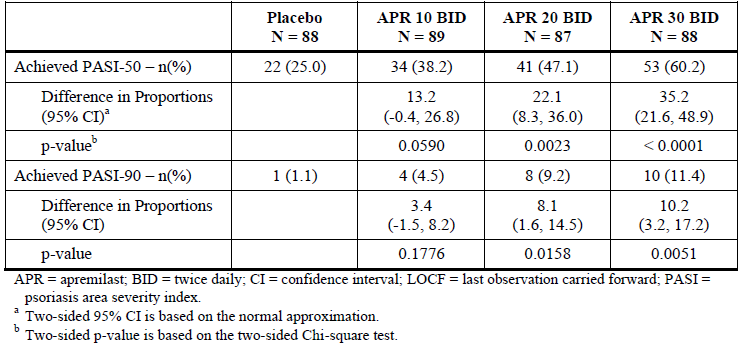 Placebo N = 88 APR 10 BID N = 89 APR 20 BID N = 87 APR 30 BID N = 88
Achieved PASI-50 – n(%) 22 (25.0) 34 (38.2) 41 (47.1) 53 (60.2)
Difference in Proportions (95% CI)a 13.2 (-0.4, 26.8) 22.1 (8.3, 36.0) 35.2 (21.6, 48.9)
p-valueb 0.0590 0.0023 < 0.0001
Achieved PASI-90 – n(%) 1 (1.1) 4 (4.5) 8 (9.2) 10 (11.4)
Difference in Proportions (95% CI) 3.4 (-1.5, 8.2) 8.1 (1.6, 14.5) 10.2 (3.2, 17.2)
p-value 0.1776 0.0158 0.0051
APR = apremilast; BID = twice daily; CI = confidence interval; LOCF = last observation carried forward; PASI =
psoriasis area severity index.
a Two-sided 95% CI is based on the normal approximation.
b Two-sided p-value is based on the two-sided Chi-square test.